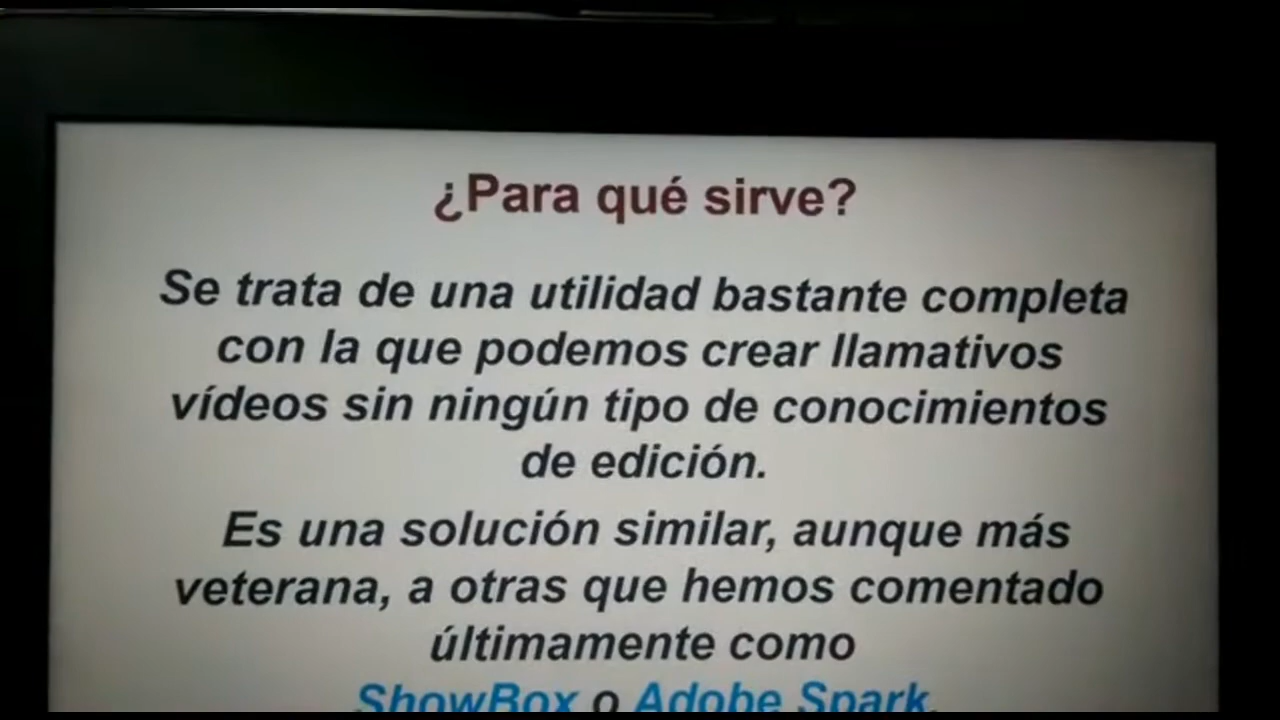 ¿Para qué sirve?
Se trata de una utilidad bastante completa
con la que podemos crear llamativos
vídeos sin ningún tipo de conocimientos
de edición.
Es una solución similar, aunque más
veterana, a otras que hemos comentado
últimamente como
ShowBox o Adobe Spark.